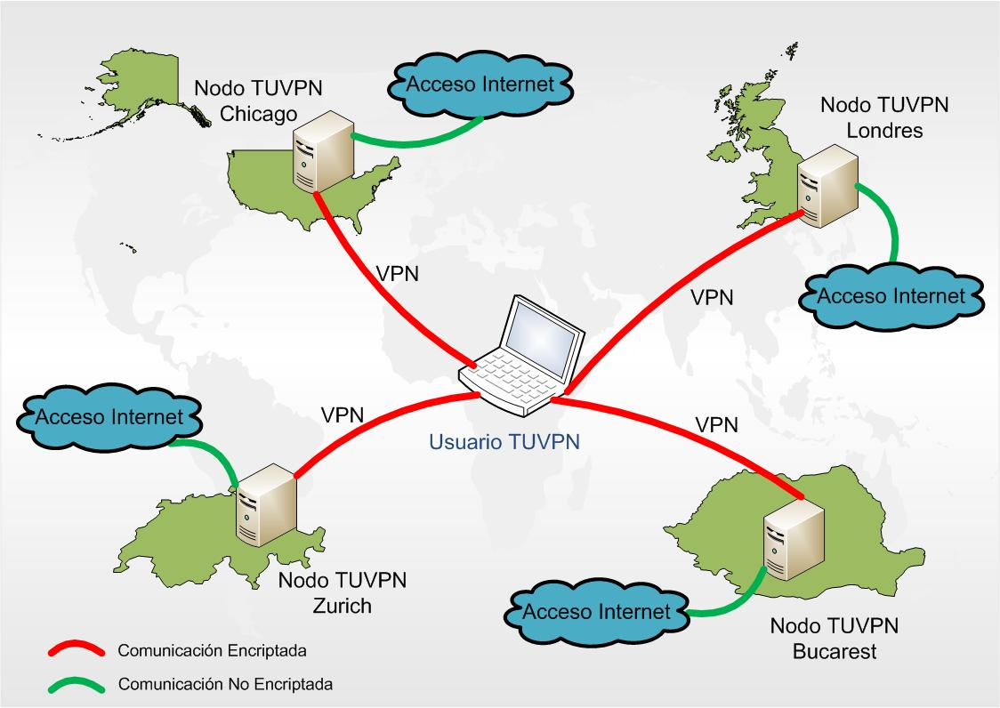 Nodo TUVPN
Chicago
Acceso Internet
Nodo TUVPN
Londres
Acceso Internet
VPN
VPN
Acceso Internet
VPN
Usuario TUVPN
VPN
Nodo TUVPN
Zurich
Acceso Internet
Nodo TUVPN
Bucarest
Comunicación Encriptada
Comunicación No Encriptada